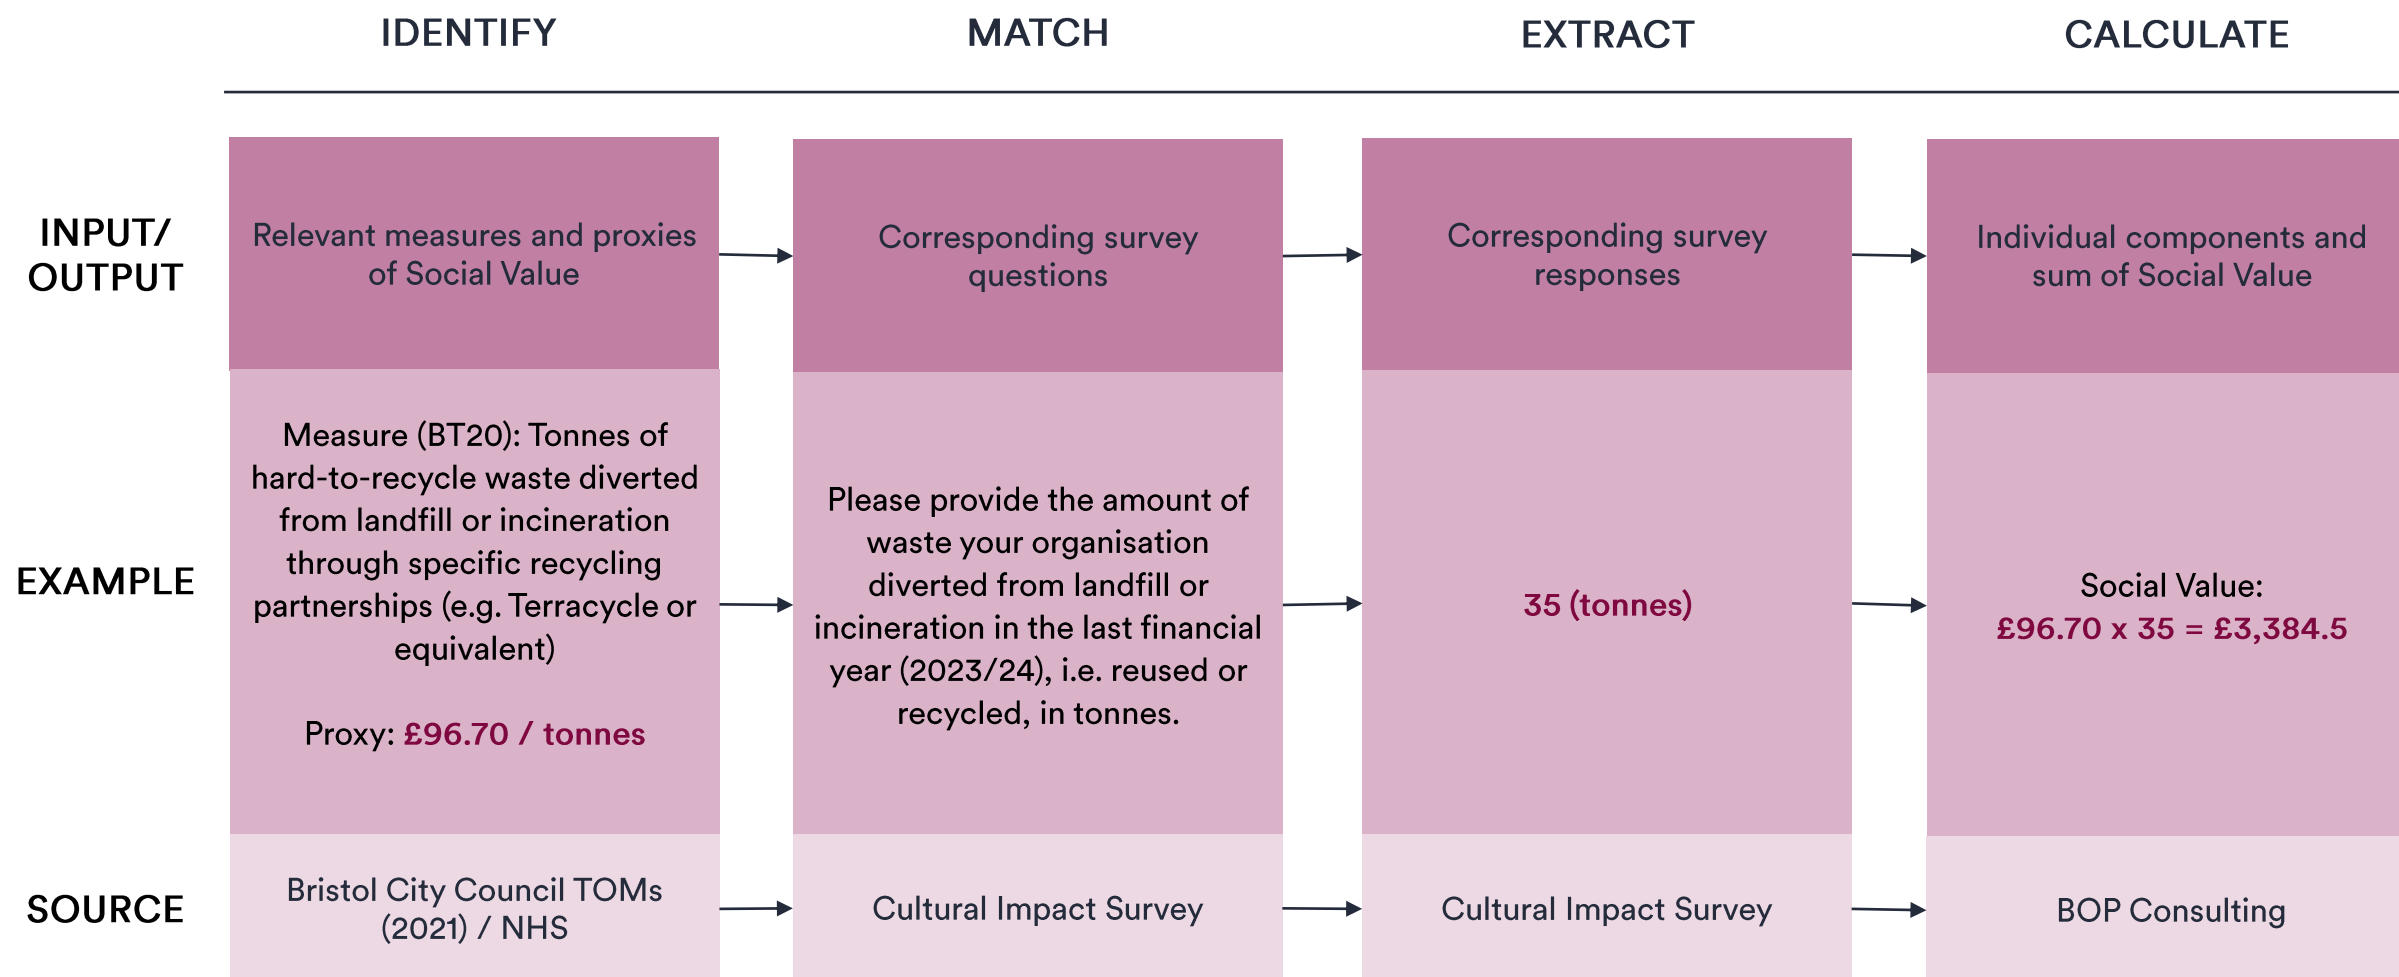 IDENTIFY
MATCH
EXTRACT
CALCULATE
INPUT/
OUTPUT
Relevant measures and proxies
of Social Value
Corresponding survey
questions
Corresponding survey
responses
Individual components and
sum of Social Value
EXAMPLE
Measure (BT20): Tonnes of
hard-to-recycle waste diverted
from landfill or incineration
through specific recycling
partnerships (e.g. Terracycle or
equivalent)
Proxy: £96.70 / tonnes
Please provide the amount of
waste your organisation
diverted from landfill or
incineration in the last financial
year (2023/24), i.e. reused or
recycled, in tonnes.
35 (tonnes)
Social Value:
£96.70 x 35 = £3,384.5
SOURCE
Bristol City Council TOMs
(2021) / NHS
Cultural Impact Survey
Cultural Impact Survey
BOP Consulting